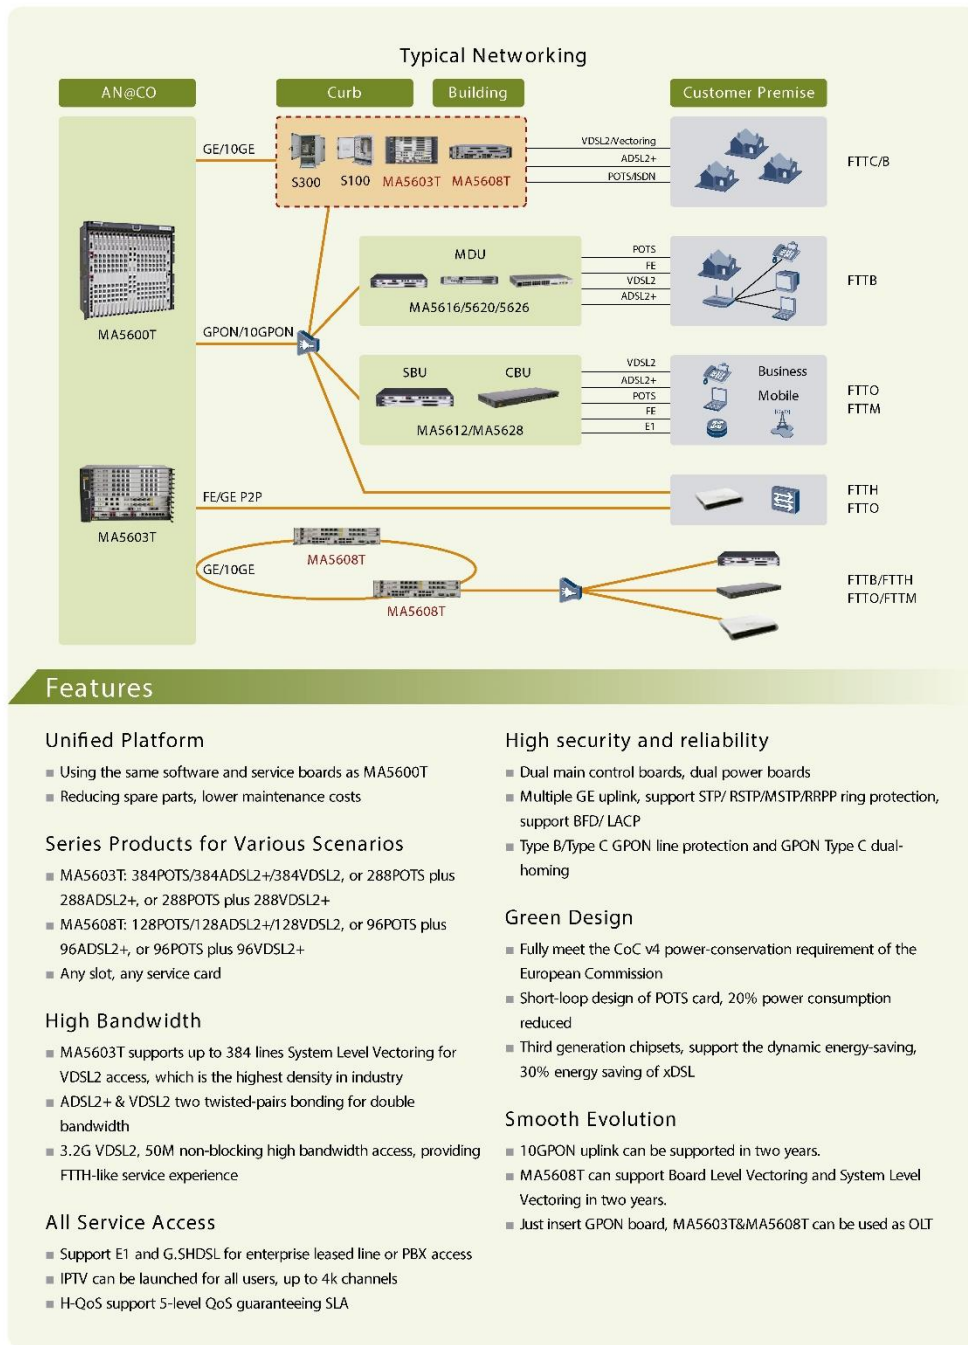 Typical Networking
AN@CO
Curb
Building
Customer Premise
GE/10GE
S300
S100
MA5603T
MA5608T
VDSL2/Vectoring
ADSL2+
POTS/ISDN
FTTC/B
MA5600T
GPON/10GPON
MDU
MA5616/5620/5626
POTS
FE
VDSL2
ADSL2+
FTTB
SBU
CBU
MA5612/MA5628
VDSL2
ADSL2+
POTS
FE
E1
Business
Mobile
FTTO
FTTM
MA5603T
FE/GE P2P
FTTH
FTTO
GE/10GE
MA5608T
MA5608T
FTTB/FTTH
FTTO/FTTM
Features
Unified Platform
■ Using the same software and service boards as MA5600T
■ Reducing spare parts, lower maintenance costs
Series Products for Various Scenarios
■ MA5603T: 384POTS/384ADSL2+/384VDSL2, or 288POTS plus
288ADSL2+, or 288POTS plus 288VDSL2+
■ MA5608T: 128POTS/128ADSL2+/128VDSL2, or 96POTS plus
96ADSL2+, or 96POTS plus 96VDSL2+
■ Any slot, any service card
High Bandwidth
■ MA5603T supports up to 384 lines System Level Vectoring for
VDSL2 access, which is the highest density in industry
■ ADSL2+ & VDSL2 two twisted-pairs bonding for double
bandwidth
■ 3.2G VDSL2, 50M non-blocking high bandwidth access, providing
FTTH-like service experience
All Service Access
■ Support E1 and G.SHDSL for enterprise leased line or PBX access
■ IPTV can be launched for all users, up to 4k channels
■ H-QoS support 5-level QoS guaranteeing SLA
High security and reliability
■ Dual main control boards, dual power boards
■ Multiple GE uplink, support STP/ RSTP/MSTP/RRPP ring protection,
support BFD/ LACP
■ Type B/Type C GPON line protection and GPON Type C dual-
homing
Green Design
■ Fully meet the CoC v4 power-conservation requirement of the
European Commission
■ Short-loop design of POTS card, 20% power consumption
reduced
■ Third generation chipsets, support the dynamic energy-saving,
30% energy saving of xDSL
Smooth Evolution
■ 10GPON uplink can be supported in two years.
■ MA5608T can support Board Level Vectoring and System Level
Vectoring in two years.
■ Just insert GPON board, MA5603T&MA5608T can be used as OLT